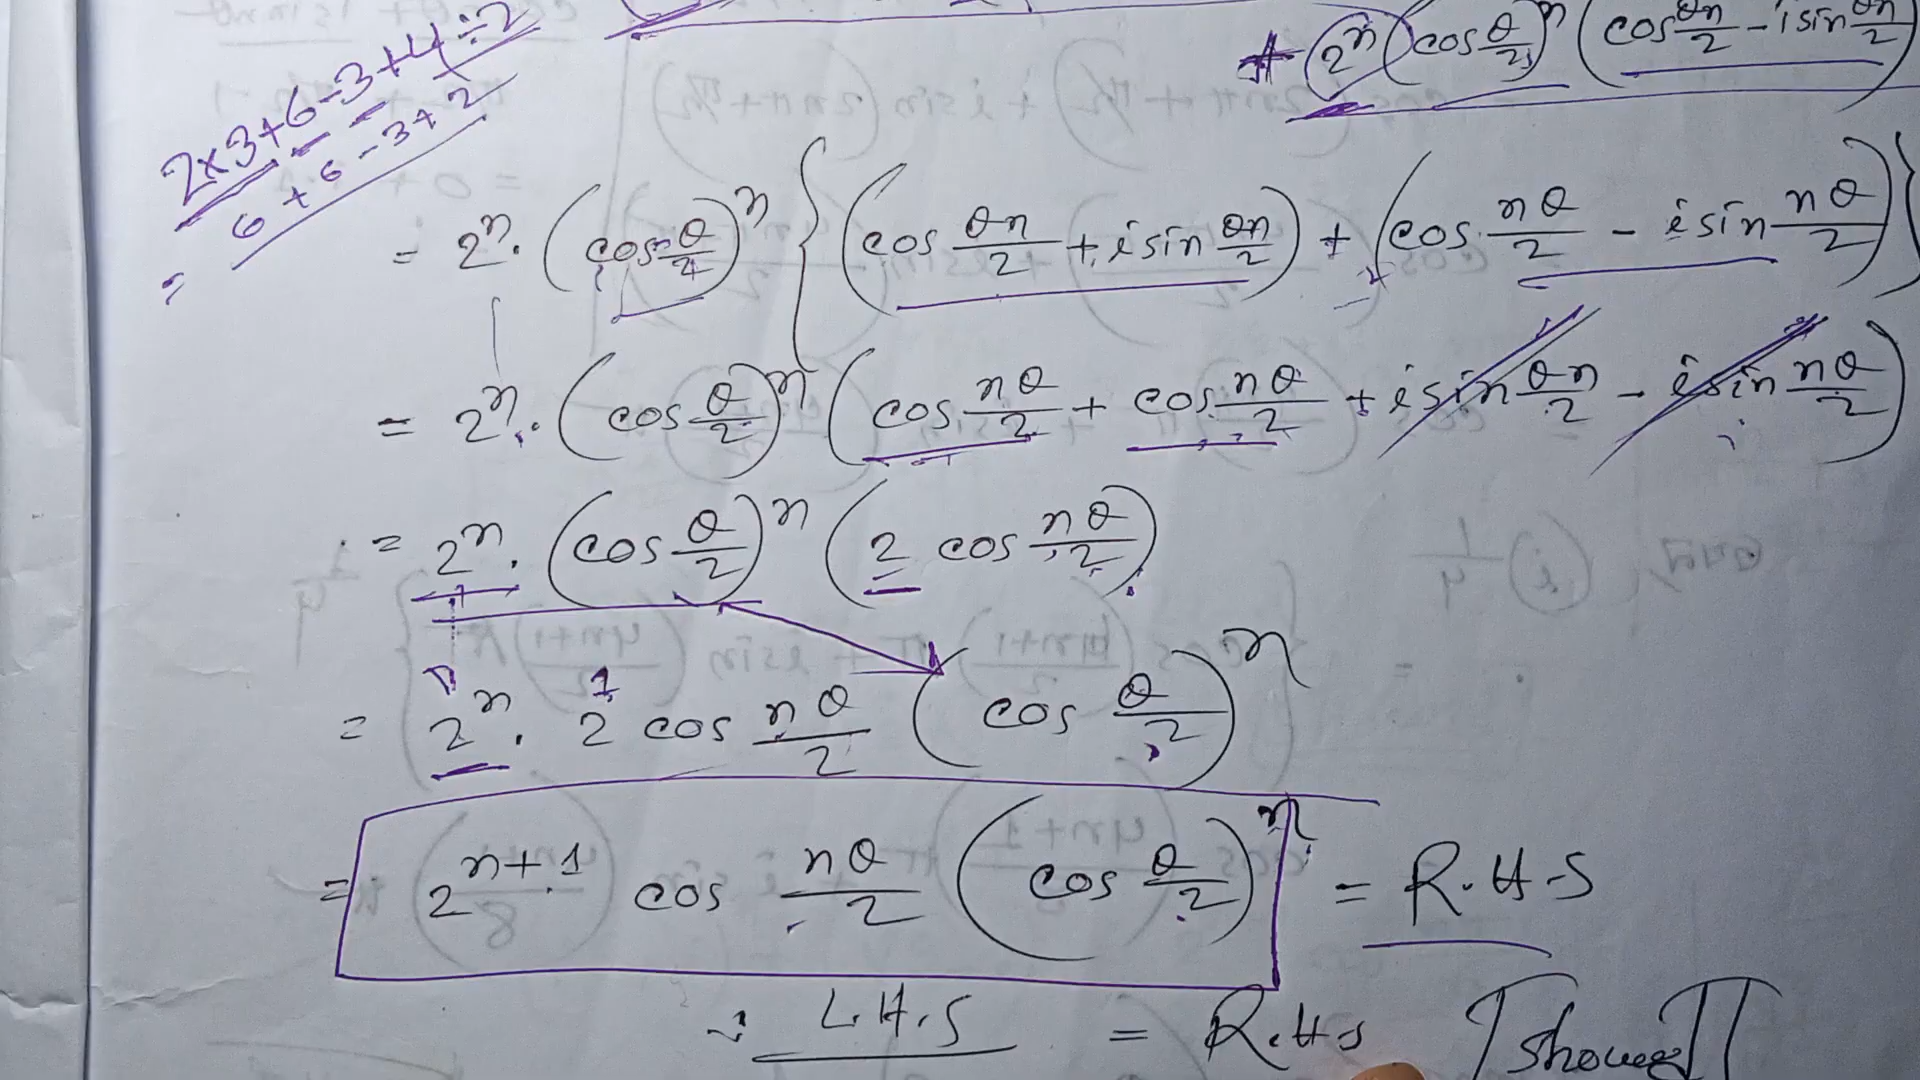 + 2ⁿ (cos θ/2)ⁿ (cos θn/2 - i sin θn/2)
2×3+6-3+4÷2
= 6+6-3+2
= 2ⁿ. (cos θ/2)ⁿ {(cos θn/2 + i sin θn/2) + (cos nθ/2 - i sin nθ/2)}
= 2ⁿ. (cos θ/2)ⁿ (cos nθ/2 + cos nθ/2 + i sin θn/2 - i sin nθ/2)
= 2ⁿ. (cos θ/2)ⁿ (2 cos nθ/2)
= 2ⁿ. 2¹ cos nθ/2 (cos θ/2)ⁿ
= 2ⁿ⁺¹ cos nθ/2 (cos θ/2)ⁿ = R.H.S
∴ L.H.S = R.H.S [showed]